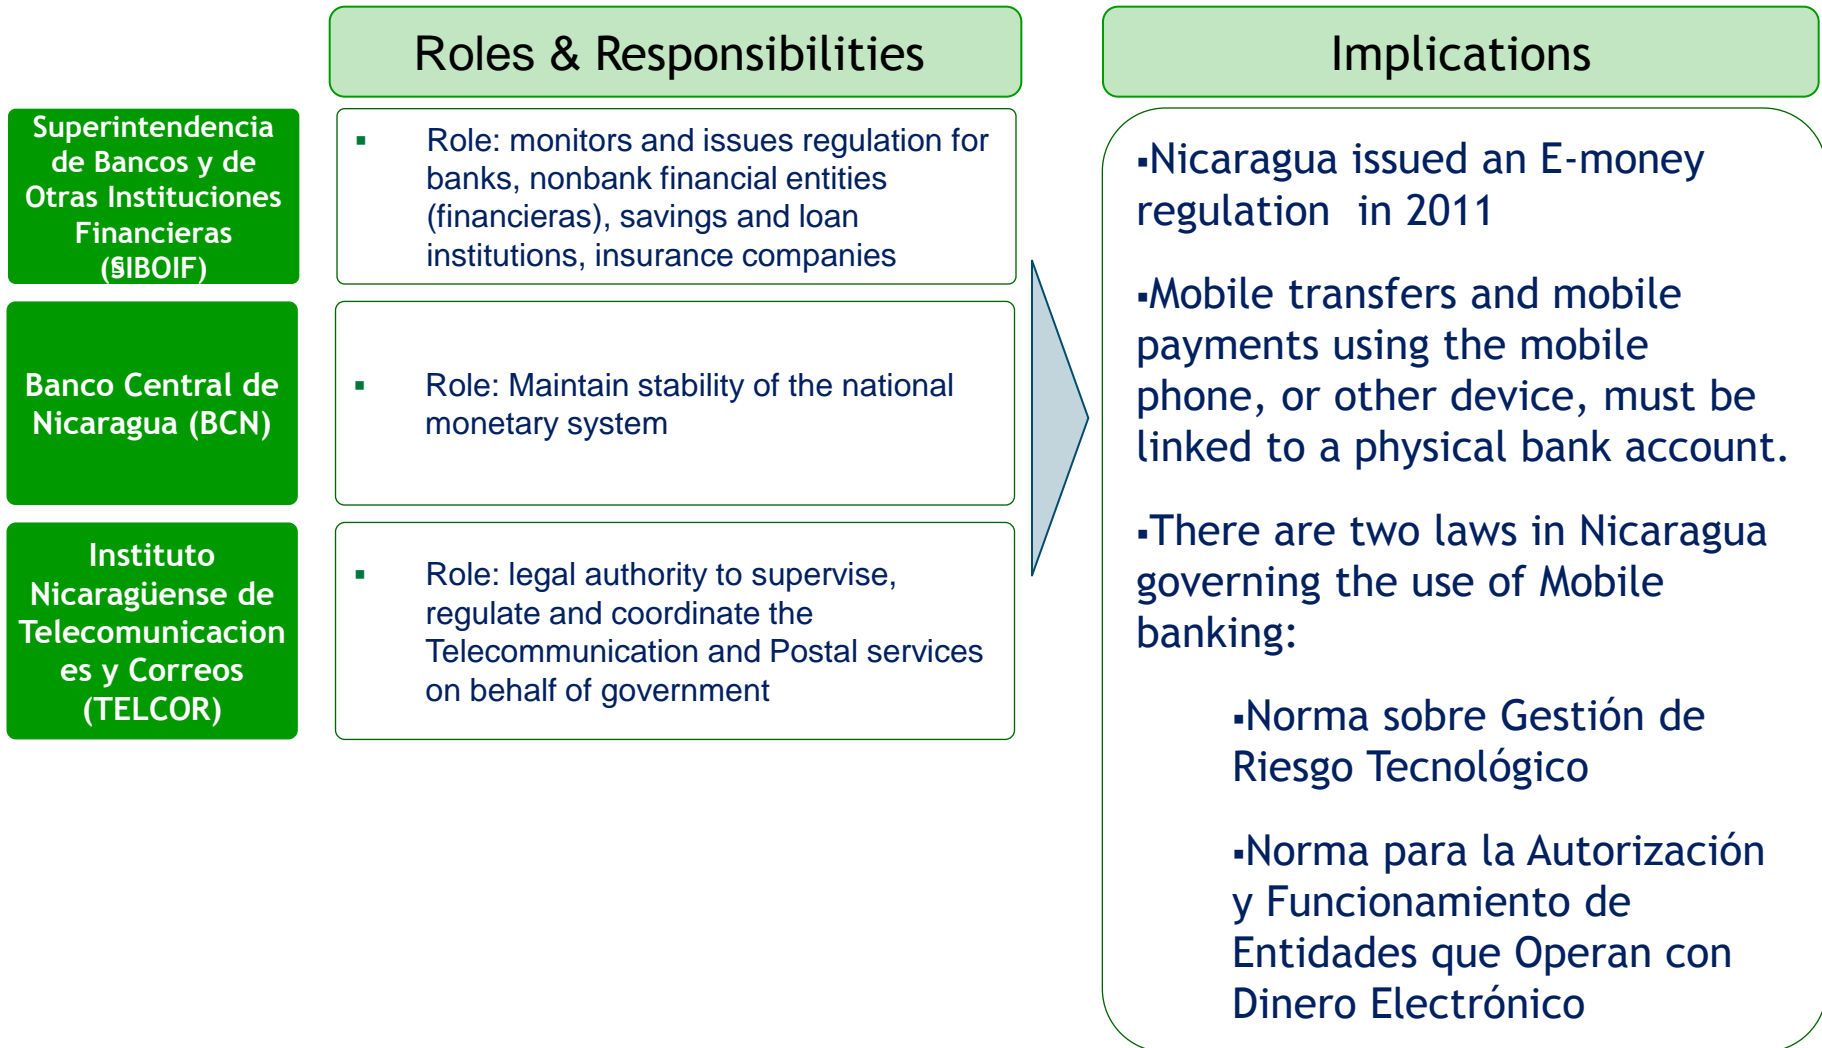 Roles & Responsibilities
Implications
Superintendencia
de Bancos y de
Otras Instituciones
Financieras
(SIBOIF)
▪ Role: monitors and issues regulation for
banks, nonbank financial entities
(financieras), savings and loan
institutions, insurance companies
Banco Central de
Nicaragua (BCN)
▪ Role: Maintain stability of the national
monetary system
Instituto
Nicaragüense de
Telecomunicacion
es y Correos
(TELCOR)
▪ Role: legal authority to supervise,
regulate and coordinate the
Telecommunication and Postal services
on behalf of government
▪Nicaragua issued an E-money
regulation in 2011
▪Mobile transfers and mobile
payments using the mobile
phone, or other device, must be
linked to a physical bank account.
▪There are two laws in Nicaragua
governing the use of Mobile
banking:
▪Norma sobre Gestión de
Riesgo Tecnológico
▪Norma para la Autorización
y Funcionamiento de
Entidades que Operan con
Dinero Electrónico